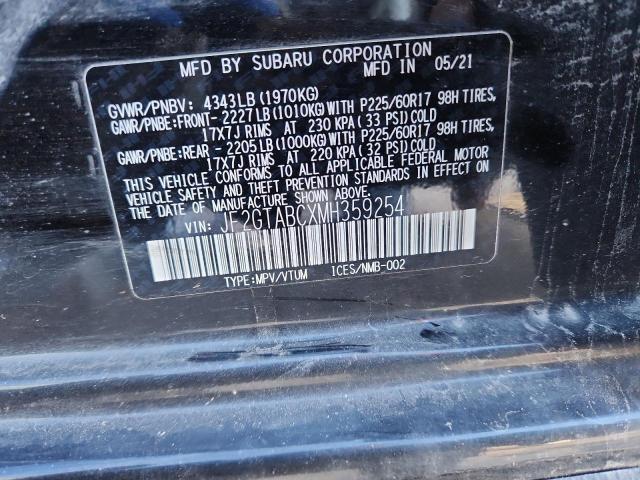 MFD BY SUBARU CORPORATION
MFD IN 05/21
GVWR/PNBV: 4343LB(1970KG)
GAWR/PNBE:FRONT-2227LB(1010KG)WITH P225/60R17 98H TIRES,
17X7J RIMS AT 230 KPA(33 PSI)COLD
GAWR/PNBE:REAR -2205LB(1000KG)WITH P225/60R17 98H TIRES,
17X7J RIMS AT 220 KPA(32 PSI)COLD
THIS VEHICLE CONFORMS TO ALL APPLICABLE FEDERAL MOTOR
VEHICLE SAFETY AND THEFT PREVENTION STANDARDS IN EFFECT ON
THE DATE OF MANUFACTURE SHOWN ABOVE.
VIN: JF2GTABCXMH359254
TYPE:MPV/VTUM ICES/NMB-002